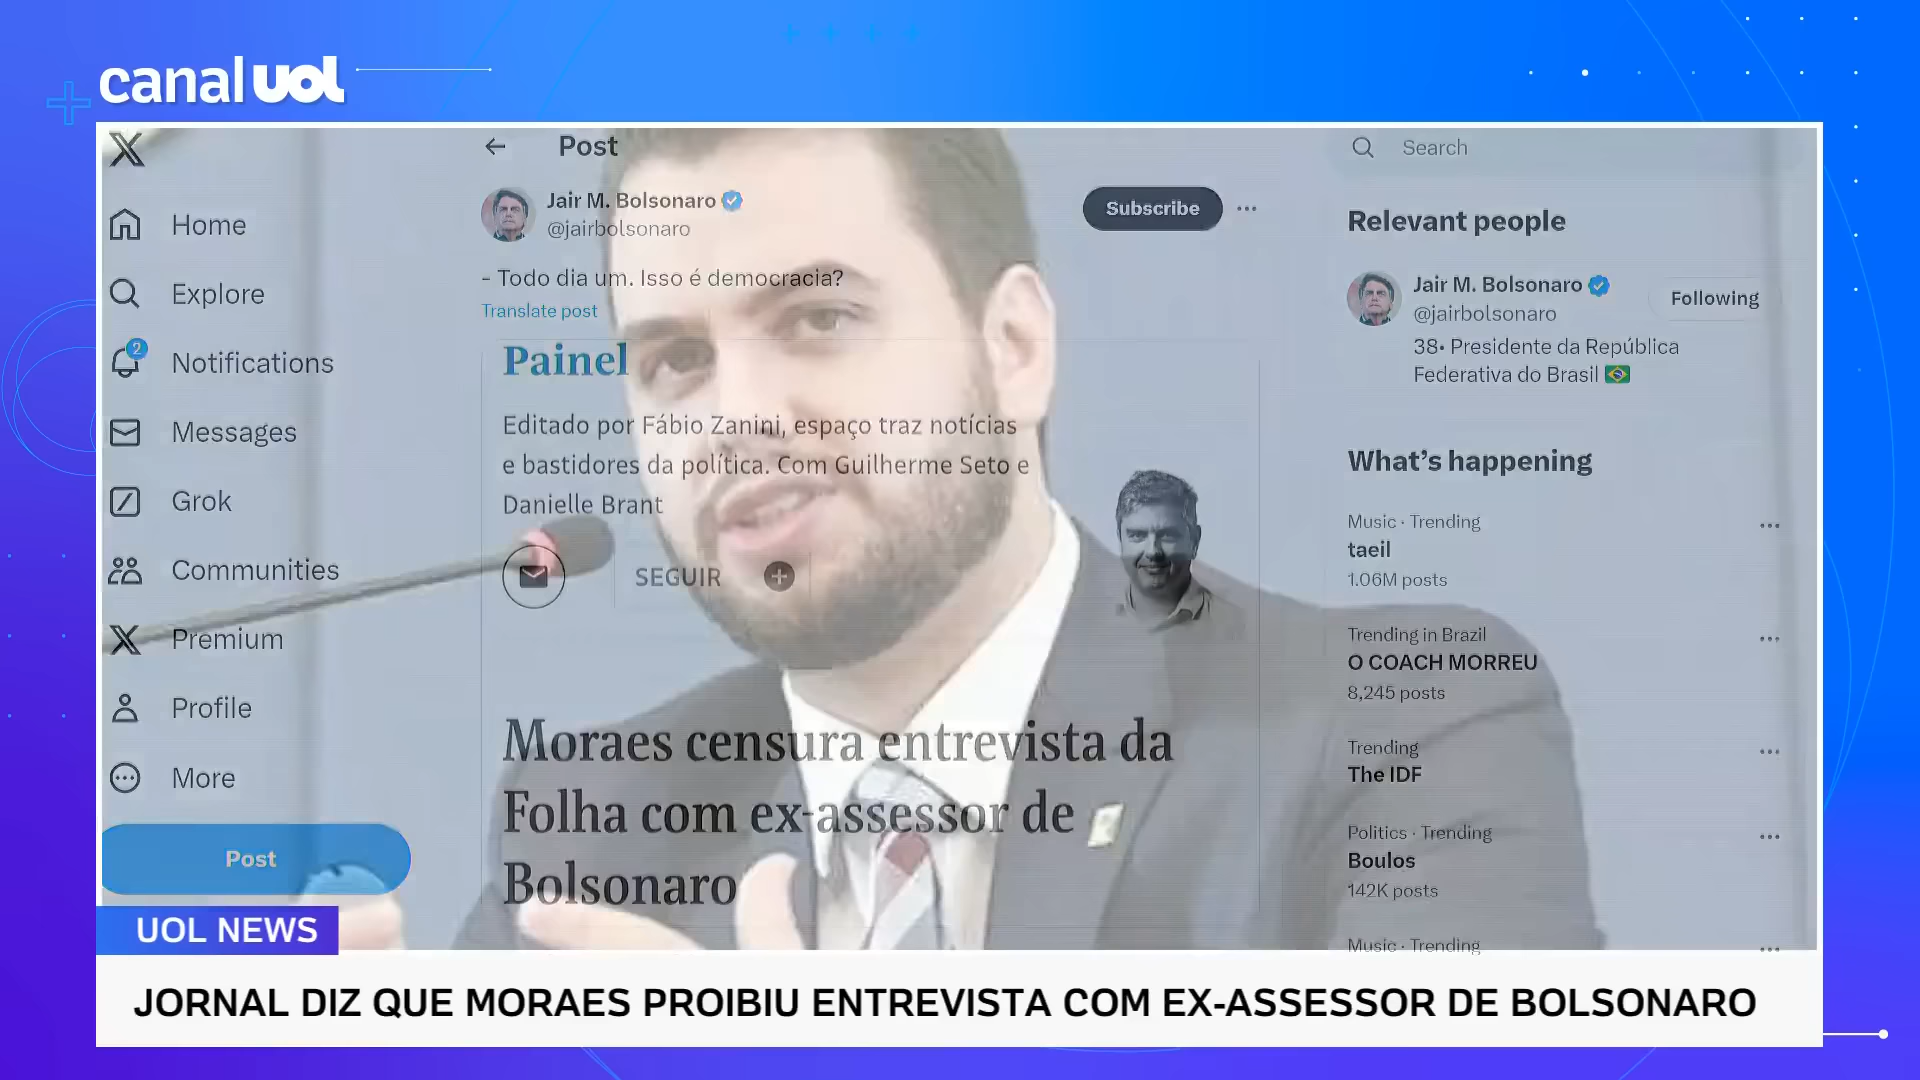 canal uol
X
Home
Explore
2
Notifications
Messages
Grok
Communities
Premium
Profile
More
Post
Post
Jair M. Bolsonaro
@jairbolsonaro
Subscribe
- Todo dia um. Isso é democracia?
Translate post
Painel
Editado por Fábio Zanini, espaço traz notícias
e bastidores da política. Com Guilherme Seto e
Danielle Brant
SEGUIR
Moraes censura entrevista da
Folha com ex-assessor de
Bolsonaro
Search
Relevant people
Jair M. Bolsonaro
@jairbolsonaro
Following
38• Presidente da República
Federativa do Brasil
What’s happening
Music · Trending
taeil
1.06M posts
Trending in Brazil
O COACH MORREU
8,245 posts
Trending
The IDF
Politics · Trending
Boulos
142K posts
Music · Trending
UOL NEWS
JORNAL DIZ QUE MORAES PROIBIU ENTREVISTA COM EX-ASSESSOR DE BOLSONARO